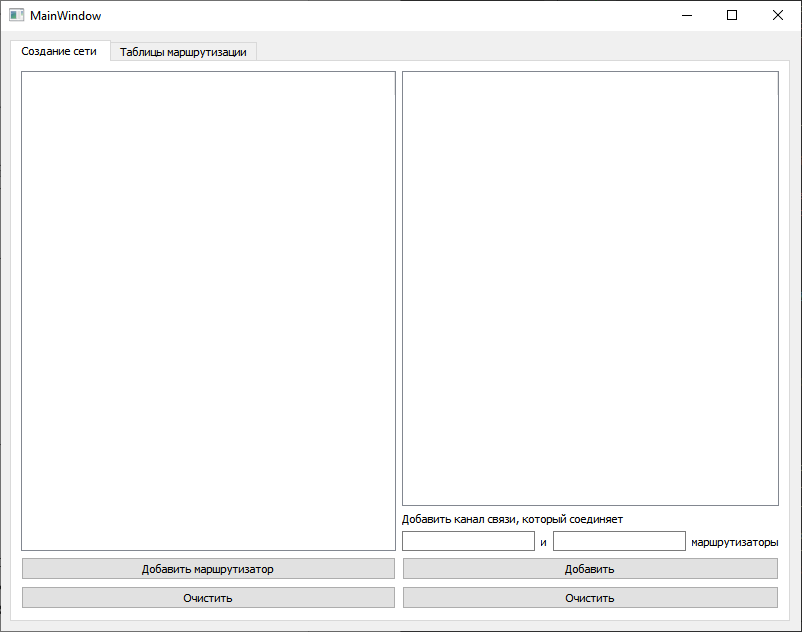 MainWindow
Создание сети
Таблицы маршрутизации
Добавить канал связи, который соединяет
и маршрутизаторы
Добавить маршрутизатор
Добавить
Очистить
Очистить